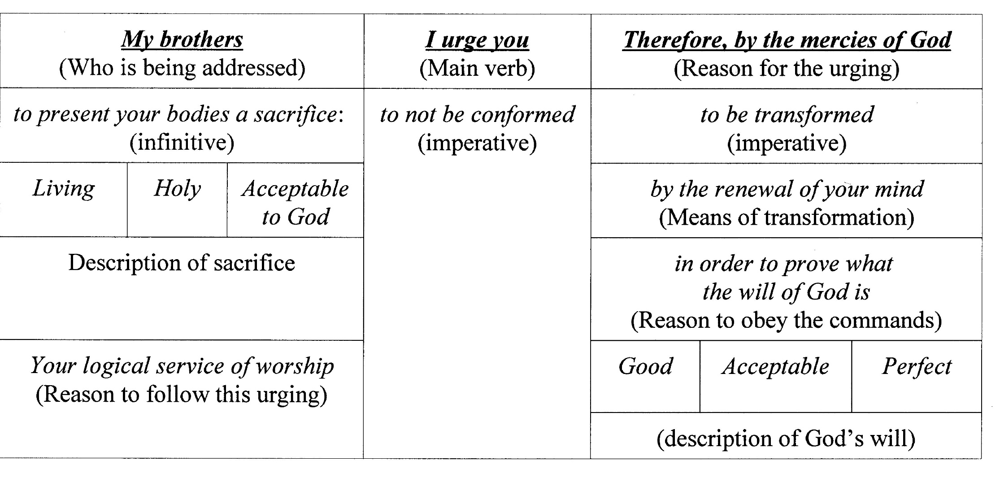 My brothers
(Who is being addressed)
I urge you
(Main verb)
Therefore, by the mercies of God
(Reason for the urging)
to present your bodies a sacrifice:
(infinitive)
to not be conformed
(imperative)
to be transformed
(imperative)
Living
Holy
Acceptable
to God
by the renewal of your mind
(Means of transformation)
Description of sacrifice
in order to prove what
the will of God is
(Reason to obey the commands)
Your logical service of worship
(Reason to follow this urging)
Good
Acceptable
Perfect
(description of God's will)